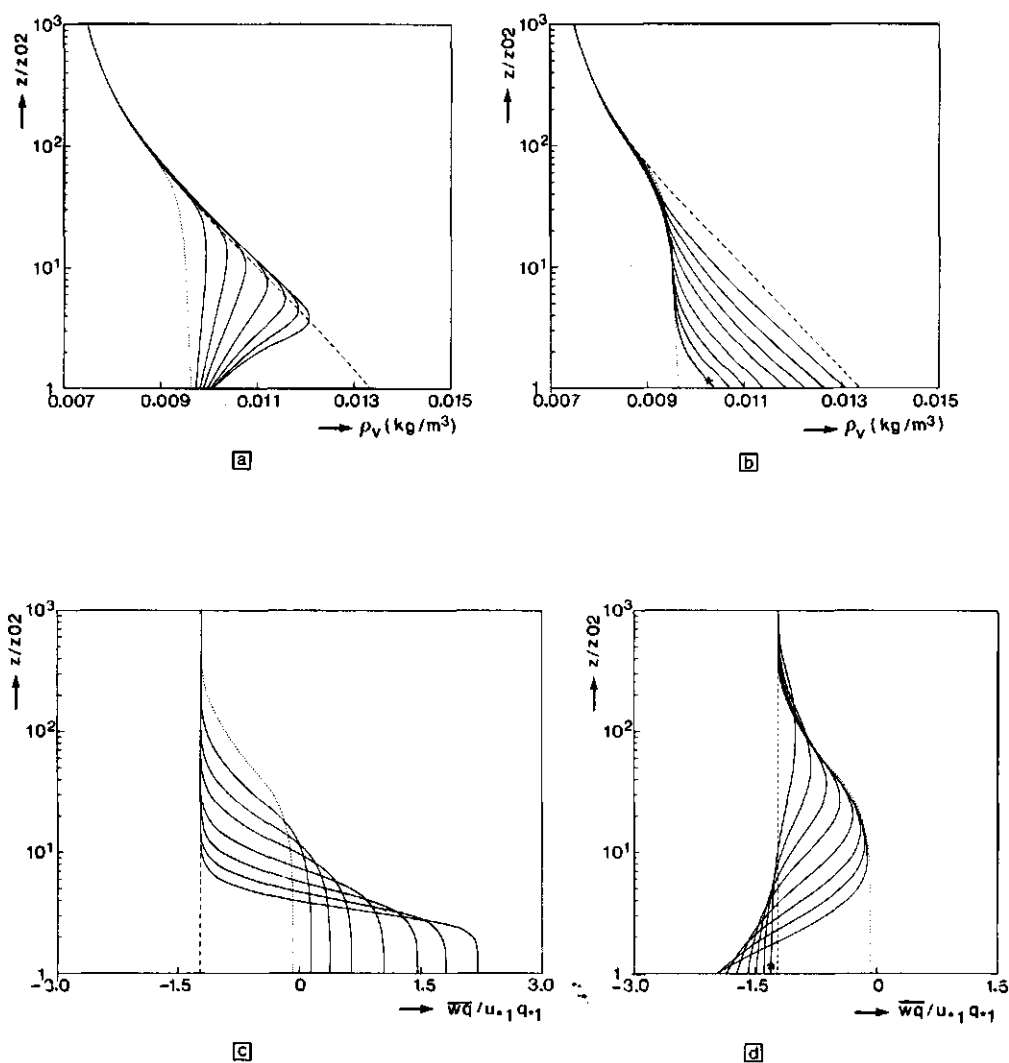 10³
10²
10¹
1
→ z/z02
0.007 0.009 0.011 0.013 0.015
→ ρv (kg/m³)
a
10³
10²
10¹
1
→ z/z02
0.007 0.009 0.011 0.013 0.015
→ ρv (kg/m³)
b
10³
10²
10¹
1
→ z/z02
-3.0 -1.5 0 1.5 3.0
→ wq/u*1 q*1
c
10³
10²
10¹
1
→ z/z02
-3.0 -1.5 0 1.5
→ wq/u*1 q*1
d